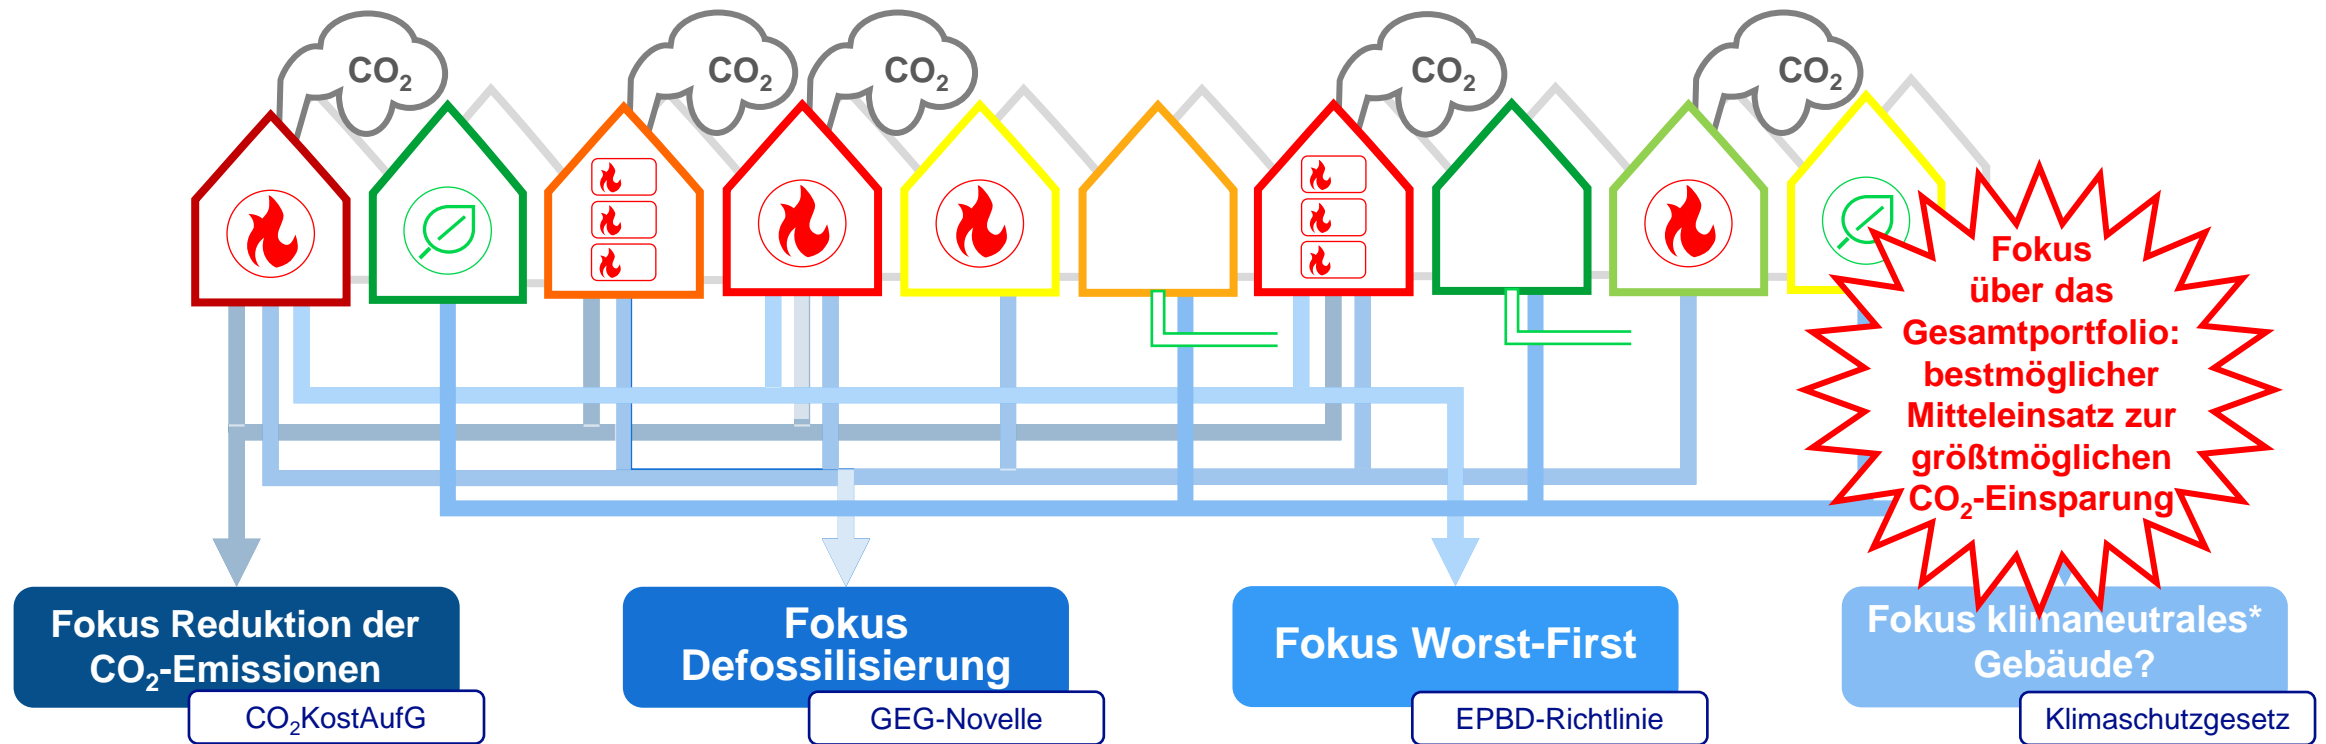 CO₂
CO₂
CO₂
CO₂
CO₂
Fokus
über das
Gesamtportfolio:
bestmöglicher
Mitteleinsatz zur
größtmöglichen
CO₂-Einsparung
Fokus Reduktion der
CO₂-Emissionen
CO₂KostAufG
Fokus
Defossilisierung
GEG-Novelle
Fokus Worst-First
EPBD-Richtlinie
Fokus klimaneutrales*
Gebäude?
Klimaschutzgesetz